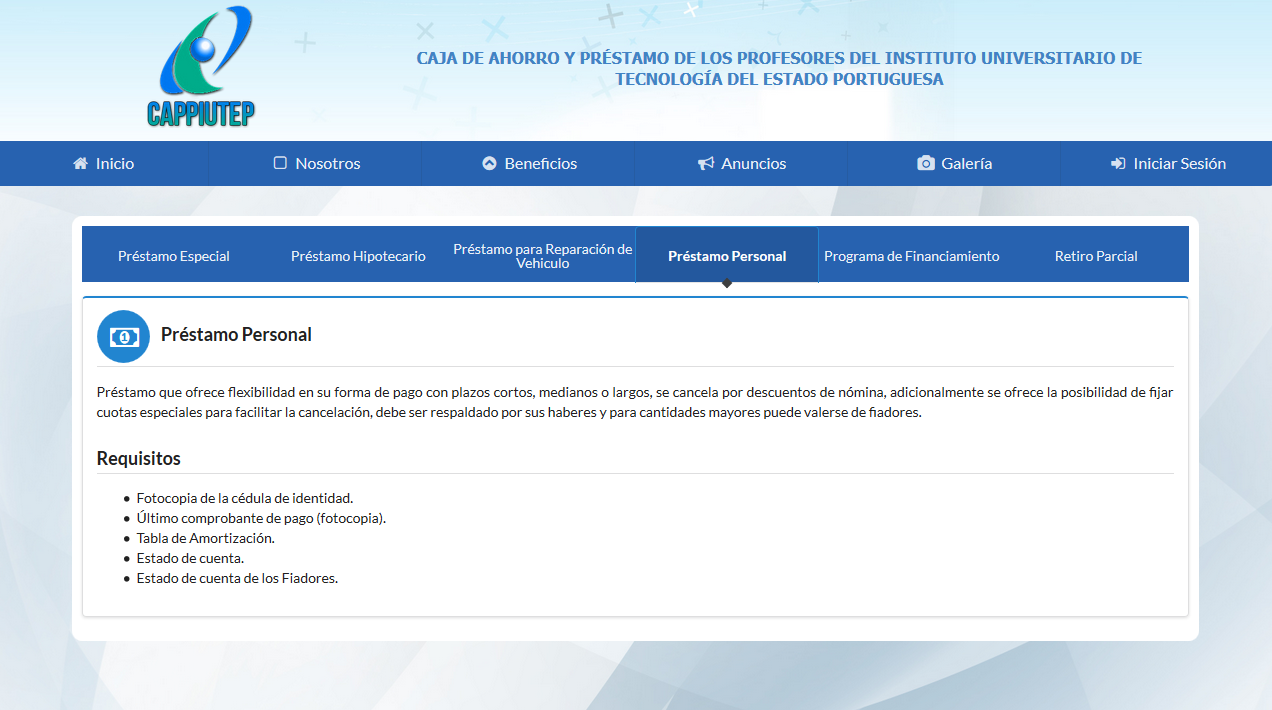 CAPPIUTEP
CAJA DE AHORRO Y PRÉSTAMO DE LOS PROFESORES DEL INSTITUTO UNIVERSITARIO DE
TECNOLOGÍA DEL ESTADO PORTUGUESA
Inicio
Nosotros
Beneficios
Anuncios
Galería
Iniciar Sesión
Préstamo Especial
Préstamo Hipotecario
Préstamo para Reparación de
Vehiculo
Préstamo Personal
Programa de Financiamiento
Retiro Parcial
Préstamo Personal
Préstamo que ofrece flexibilidad en su forma de pago con plazos cortos, medianos o largos, se cancela por descuentos de nómina, adicionalmente se ofrece la posibilidad de fijar
cuotas especiales para facilitar la cancelación, debe ser respaldado por sus haberes y para cantidades mayores puede valerse de fiadores.
Requisitos
Fotocopia de la cédula de identidad.
Último comprobante de pago (fotocopia).
Tabla de Amortización.
Estado de cuenta.
Estado de cuenta de los Fiadores.